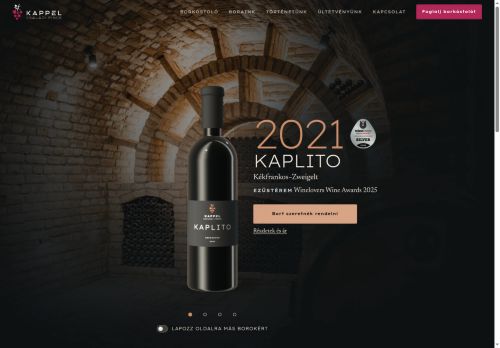 KAPPEL
BORKÓSTOLÓ BORAINK TÖRTÉNETÜNK ÜLTETVÉNYÜNK KAPCSOLAT Foglalj borkóstolót!
2021
SILVER
KAPLITO
Kékfrankos-Zweigelt
EZÜSTÉREM Winelovers Wine Awards 2025
Bort szeretnék rendelni
Részletek és ár
KAPPEL
KAPLITO
LAPOZZ OLDALRA MÁS BOROKÉRT